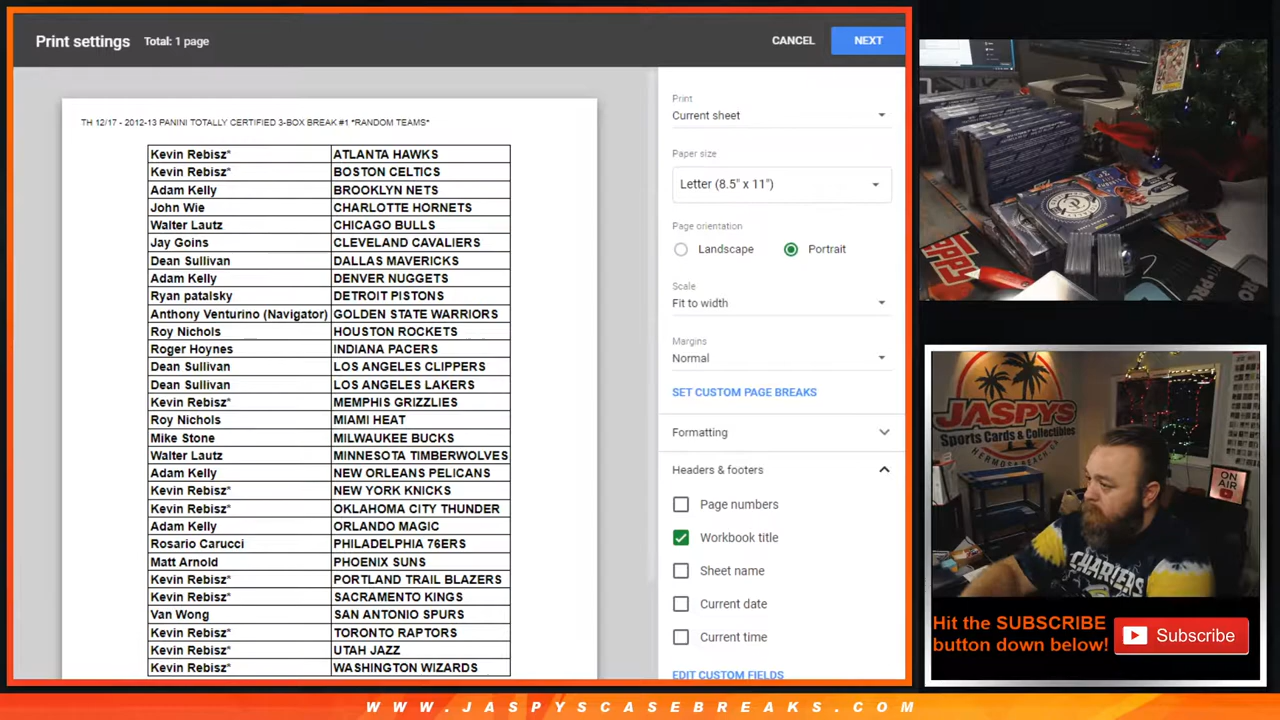 Print settings
Total: 1 page
CANCEL
NEXT
TH 12/17 - 2012-13 PANINI TOTALLY CERTIFIED 3-BOX BREAK #1 *RANDOM TEAMS*
Kevin Rebisz* ATLANTA HAWKS
Kevin Rebisz* BOSTON CELTICS
Adam Kelly BROOKLYN NETS
John Wie CHARLOTTE HORNETS
Walter Lautz CHICAGO BULLS
Jay Goins CLEVELAND CAVALIERS
Dean Sullivan DALLAS MAVERICKS
Adam Kelly DENVER NUGGETS
Ryan patalsky DETROIT PISTONS
Anthony Venturino (Navigator) GOLDEN STATE WARRIORS
Roy Nichols HOUSTON ROCKETS
Roger Hoynes INDIANA PACERS
Dean Sullivan LOS ANGELES CLIPPERS
Dean Sullivan LOS ANGELES LAKERS
Kevin Rebisz* MEMPHIS GRIZZLIES
Roy Nichols MIAMI HEAT
Mike Stone MILWAUKEE BUCKS
Walter Lautz MINNESOTA TIMBERWOLVES
Adam Kelly NEW ORLEANS PELICANS
Kevin Rebisz* NEW YORK KNICKS
Kevin Rebisz* OKLAHOMA CITY THUNDER
Adam Kelly ORLANDO MAGIC
Rosario Carucci PHILADELPHIA 76ERS
Matt Arnold PHOENIX SUNS
Kevin Rebisz* PORTLAND TRAIL BLAZERS
Kevin Rebisz* SACRAMENTO KINGS
Van Wong SAN ANTONIO SPURS
Kevin Rebisz* TORONTO RAPTORS
Kevin Rebisz* UTAH JAZZ
Kevin Rebisz* WASHINGTON WIZARDS
Print
Current sheet
Paper size
Letter (8.5" x 11")
Page orientation
Landscape
Portrait
Scale
Fit to width
Margins
Normal
SET CUSTOM PAGE BREAKS
Formatting
Headers & footers
Page numbers
Workbook title
Sheet name
Current date
Current time
EDIT CUSTOM FIELDS
JASPYS
Sports Cards & Collectibles
HERMOSA BEACH, CA
ON
AIR
CHARGERS
Hit the SUBSCRIBE
button down below!
Subscribe
WWW.JASPYSCASEBREAKS.COM